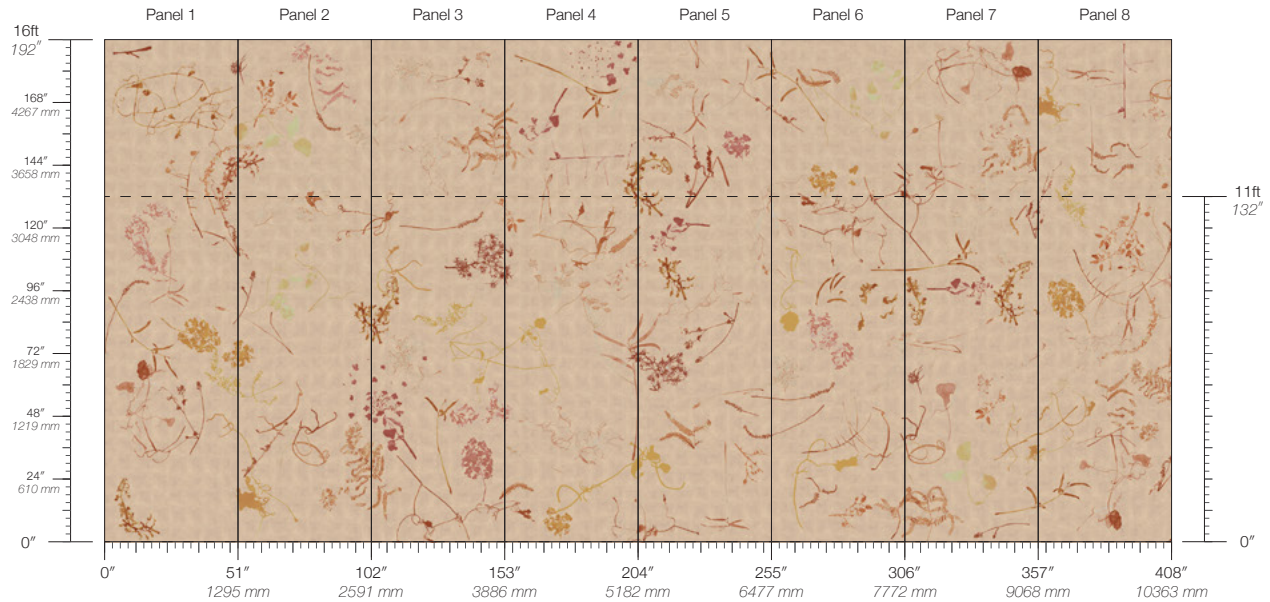 Panel 1 Panel 2 Panel 3 Panel 4 Panel 5 Panel 6 Panel 7 Panel 8
16ft
192″
168″
4267 mm
144″
3658 mm
11ft
132″
120″
3048 mm
96″
2438 mm
72″
1829 mm
48″
1219 mm
24″
610 mm
0″ 0″
0″ 51″ 102″ 153″ 204″ 255″ 306″ 357″ 408″
1295 mm 2591 mm 3886 mm 5182 mm 6477 mm 7772 mm 9068 mm 10363 mm